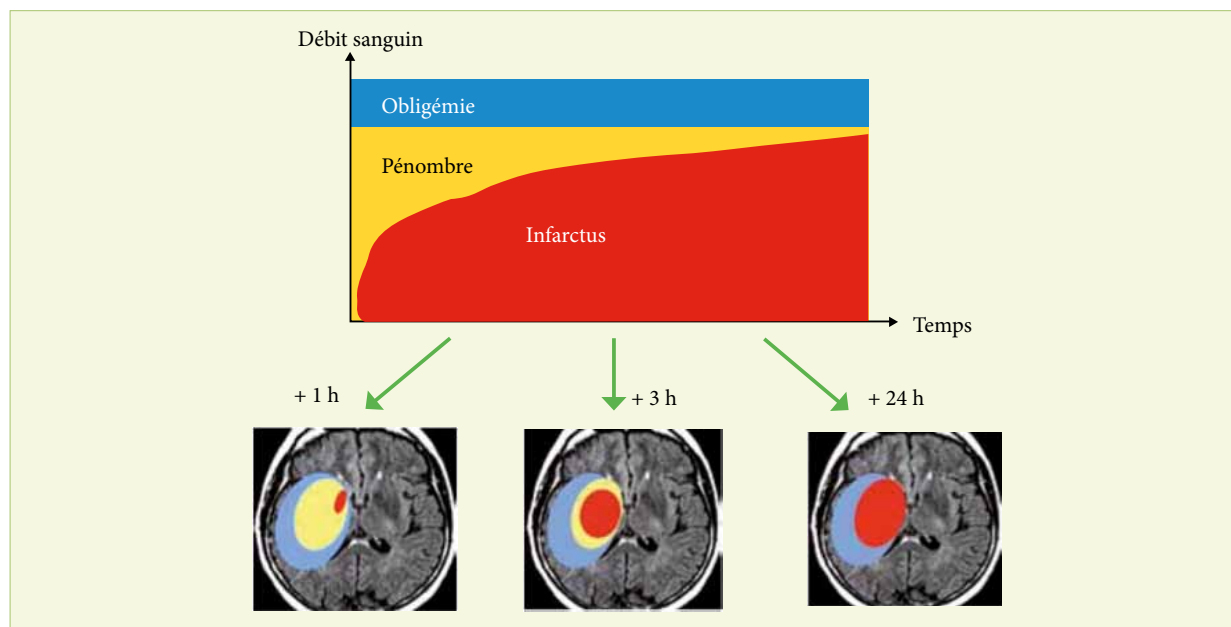 Débit sanguin
Obligémie
Pénombre
Infarctus
Temps
+ 1 h
+ 3 h
+ 24 h